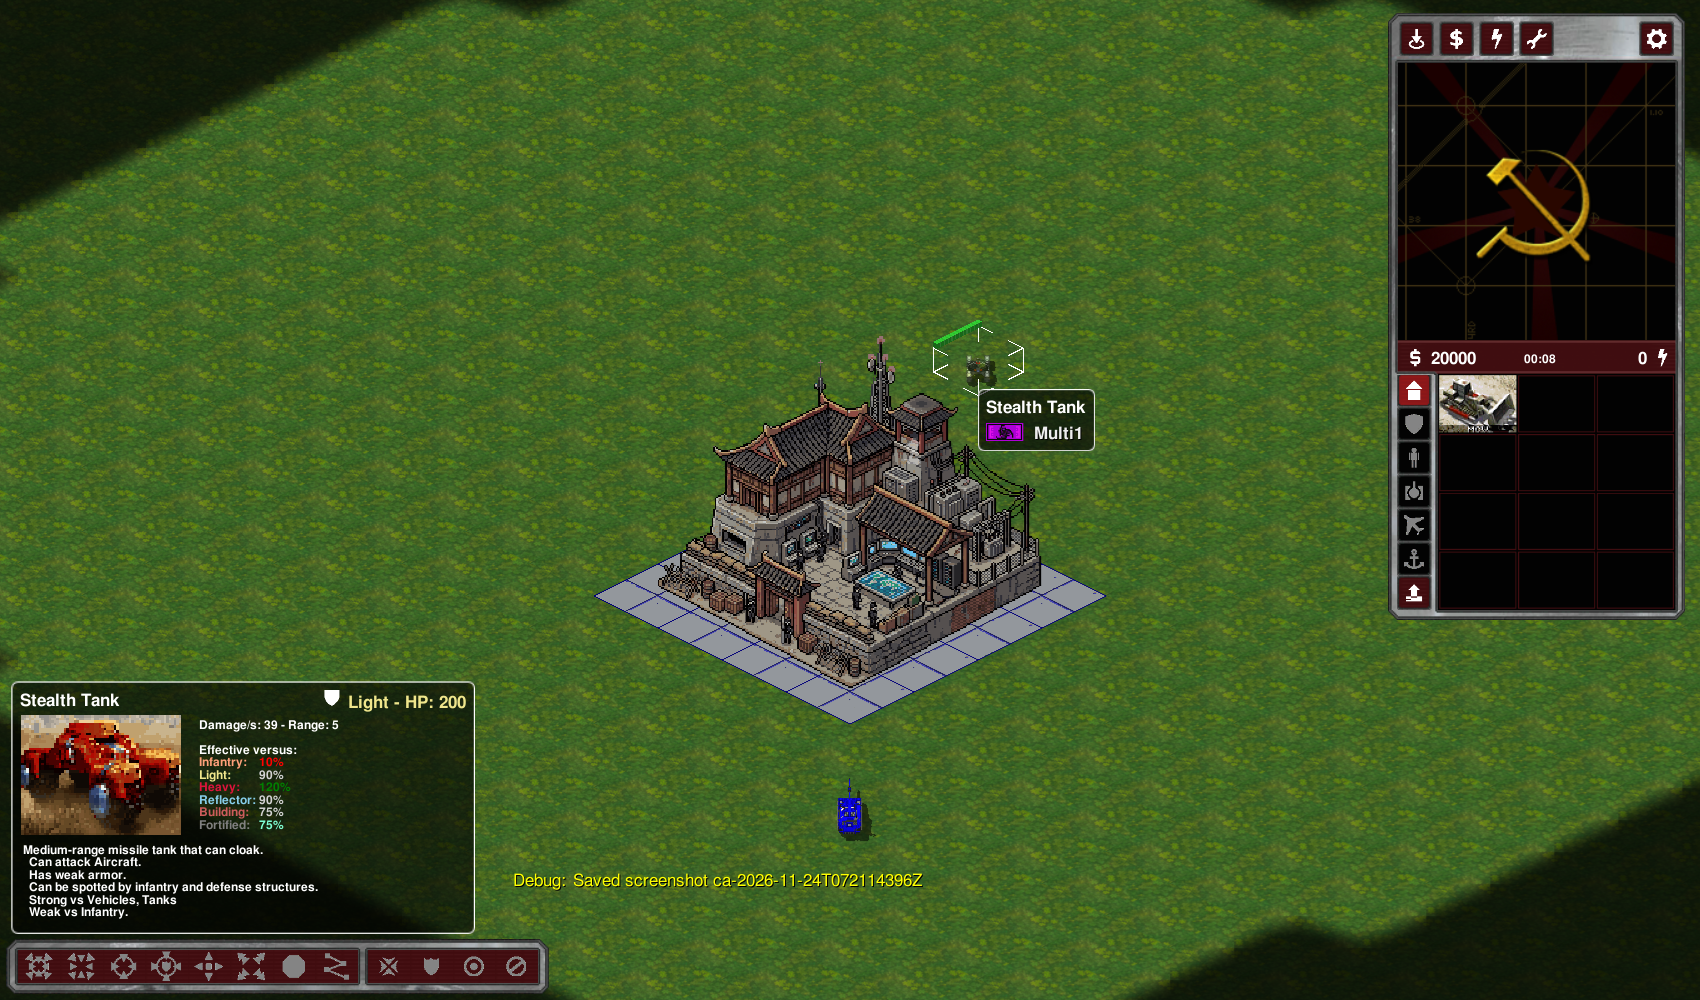 $ 20000 00:08 0
Stealth Tank
Multi1
Stealth Tank
Light - HP: 200
Damage/s: 39 - Range: 5
Effective versus:
Infantry: 10%
Light: 90%
Heavy: 120%
Reflector: 90%
Building: 75%
Fortified: 75%
Medium-range missile tank that can cloak.
Can attack Aircraft.
Has weak armor.
Can be spotted by infantry and defense structures.
Strong vs Vehicles, Tanks
Weak vs Infantry.
Debug: Saved screenshot ca-2026-11-24T072114396Z